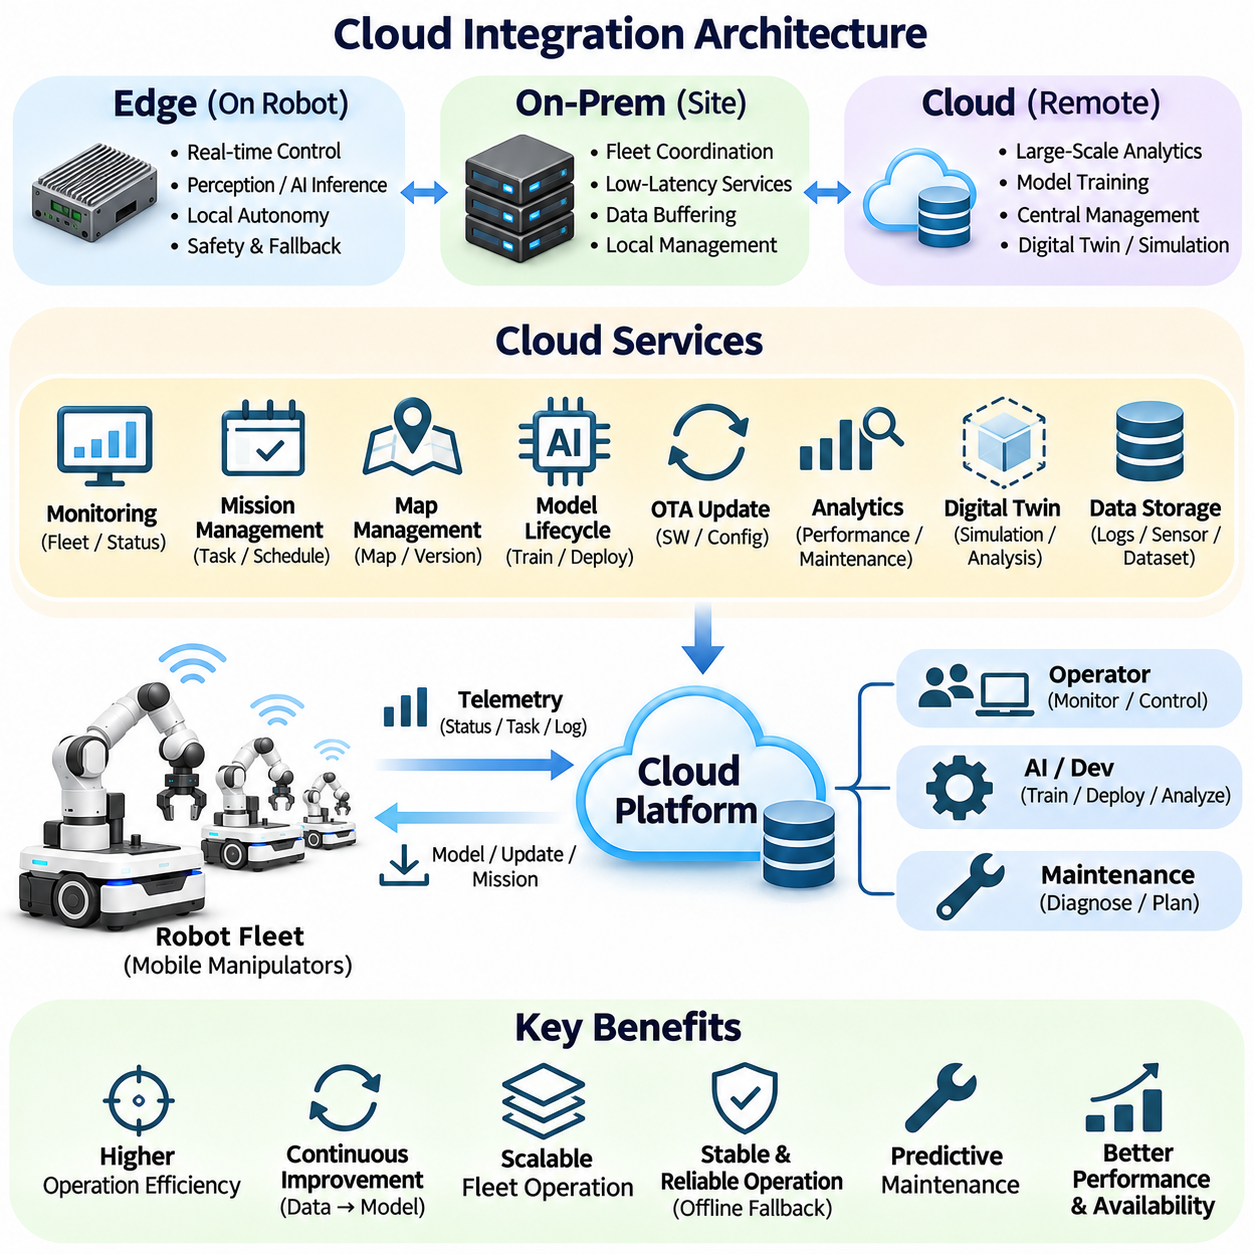 Cloud Integration Architecture
Edge (On Robot)
• Real-time Control
• Perception / AI Inference
• Local Autonomy
• Safety & Fallback
On-Prem (Site)
• Fleet Coordination
• Low-Latency Services
• Data Buffering
• Local Management
Cloud (Remote)
• Large-Scale Analytics
• Model Training
• Central Management
• Digital Twin / Simulation
Cloud Services
Monitoring
(Fleet / Status)
Mission
Management
(Task / Schedule)
Map
Management
(Map / Version)
AI
Model
Lifecycle
(Train / Deploy)
OTA Update
(SW / Config)
Analytics
(Performance /
Maintenance)
Digital Twin
(Simulation /
Analysis)
Data Storage
(Logs / Sensor /
Dataset)
Robot Fleet
(Mobile Manipulators)
Telemetry
(Status / Task / Log)
Model / Update /
Mission
Cloud
Platform
Operator
(Monitor / Control)
AI / Dev
(Train / Deploy / Analyze)
Maintenance
(Diagnose / Plan)
Key Benefits
Higher
Operation Efficiency
Continuous
Improvement
(Data → Model)
Scalable
Fleet Operation
Stable &
Reliable Operation
(Offline Fallback)
Predictive
Maintenance
Better
Performance
& Availability